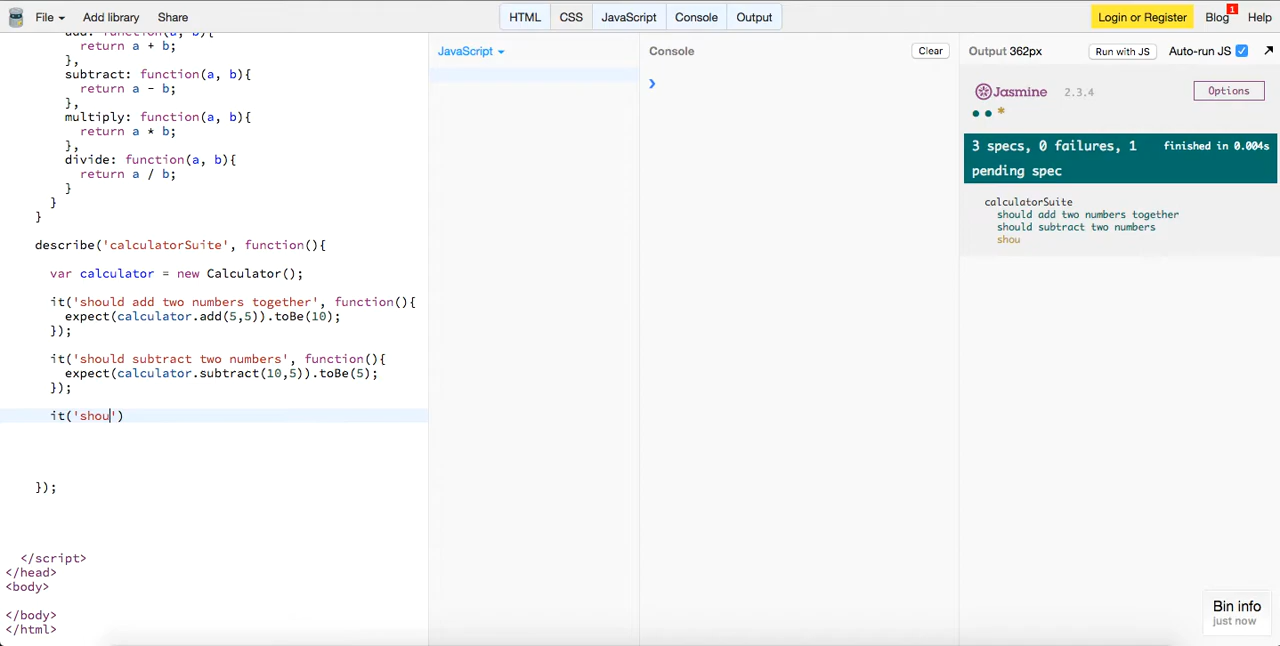 File
Add library
Share
HTML
CSS
JavaScript
Console
Output
Login or Register
Blog
1
Help
add: function(a, b){
return a + b;
},
subtract: function(a, b){
return a - b;
},
multiply: function(a, b){
return a * b;
},
divide: function(a, b){
return a / b;
}
}
}
describe('calculatorSuite', function(){
var calculator = new Calculator();
it('should add two numbers together', function(){
expect(calculator.add(5,5)).toBe(10);
});
it('should subtract two numbers', function(){
expect(calculator.subtract(10,5)).toBe(5);
});
it('shou')
});
</script>
</head>
<body>
</body>
</html>
JavaScript
Console
Clear
Output 362px
Run with JS
Auto-run JS
Jasmine 2.3.4
Options
3 specs, 0 failures, 1 pending spec
finished in 0.004s
calculatorSuite
should add two numbers together
should subtract two numbers
shou
Bin info
just now